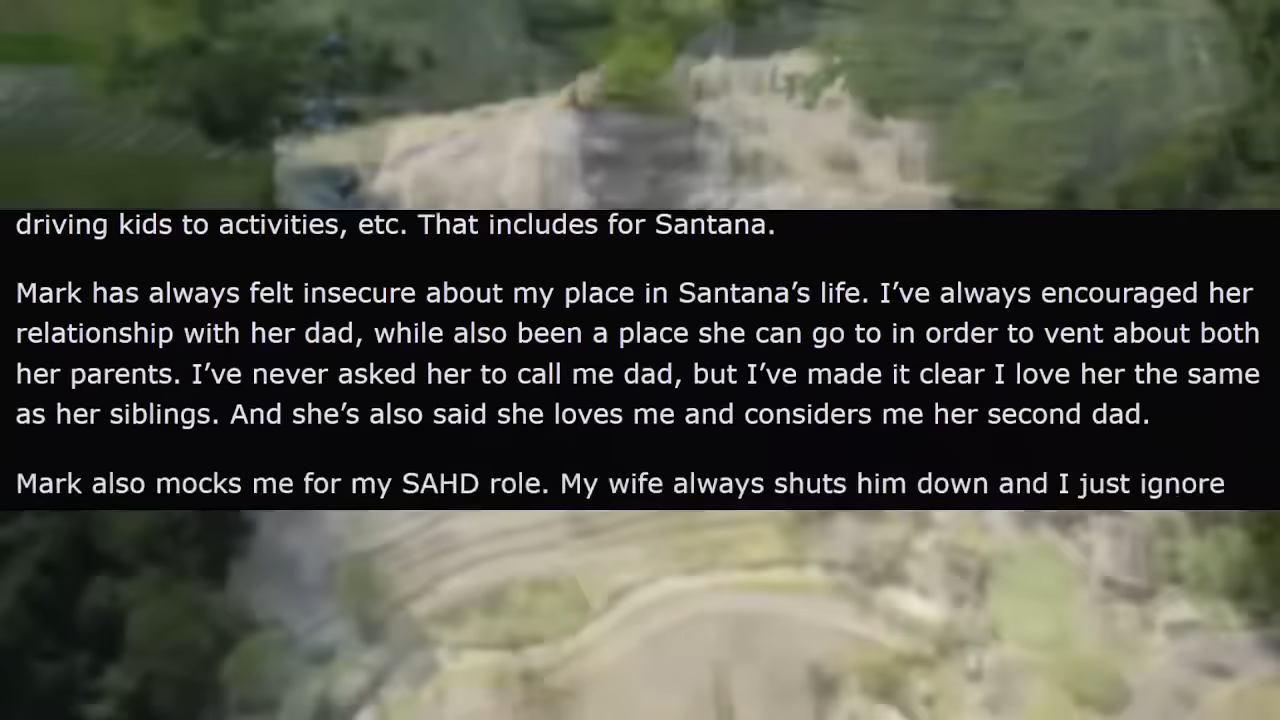 driving kids to activities, etc. That includes for Santana.
Mark has always felt insecure about my place in Santana’s life. I’ve always encouraged her
relationship with her dad, while also been a place she can go to in order to vent about both
her parents. I’ve never asked her to call me dad, but I’ve made it clear I love her the same
as her siblings. And she’s also said she loves me and considers me her second dad.
Mark also mocks me for my SAHD role. My wife always shuts him down and I just ignore